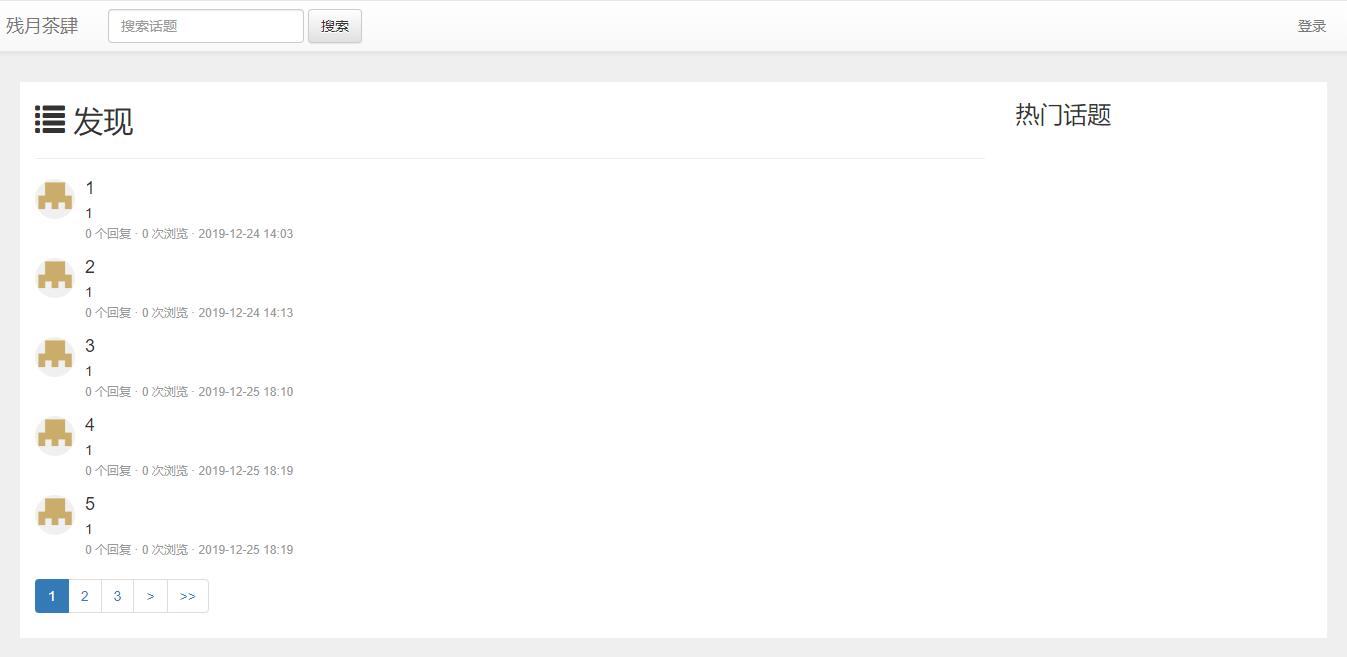 残月茶肆 搜索话题 搜索 登录
发现
热门话题
1
1
0 个回复 · 0 次浏览 · 2019-12-24 14:03
2
1
0 个回复 · 0 次浏览 · 2019-12-24 14:13
3
1
0 个回复 · 0 次浏览 · 2019-12-25 18:10
4
1
0 个回复 · 0 次浏览 · 2019-12-25 18:19
5
1
0 个回复 · 0 次浏览 · 2019-12-25 18:19
1 2 3 > >>